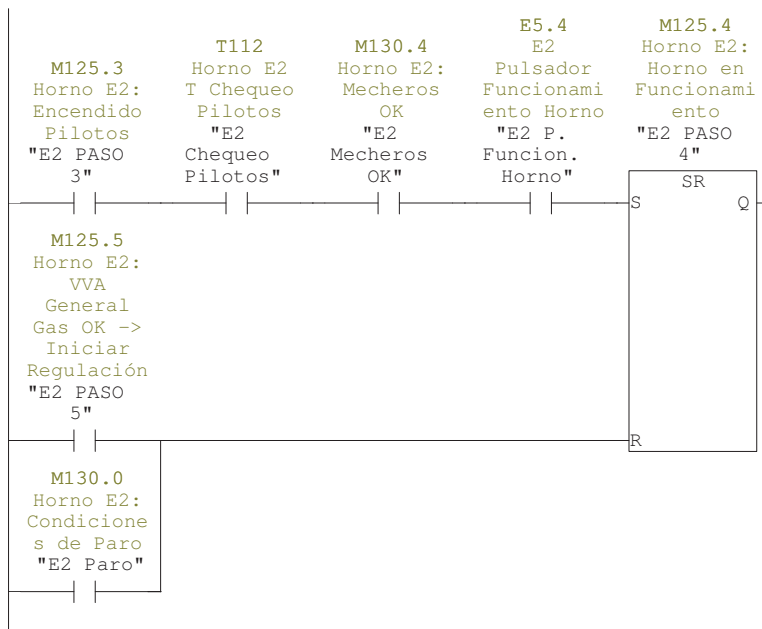 M125.3
Horno E2:
Encendido
Pilotos
"E2 PASO
3"
T112
Horno E2
T Chequeo
Pilotos
"E2
Chequeo
Pilotos"
M130.4
Horno E2:
Mecheros
OK
"E2
Mecheros
OK"
E5.4
E2
Pulsador
Funcionami
ento Horno
"E2 P.
Funcion.
Horno"
M125.4
Horno E2:
Horno en
Funcionami
ento
"E2 PASO
4"
SR
S
Q
M125.5
Horno E2:
VVA
General
Gas OK ->
Iniciar
Regulación
"E2 PASO
5"
R
M130.0
Horno E2:
Condicione
s de Paro
"E2 Paro"